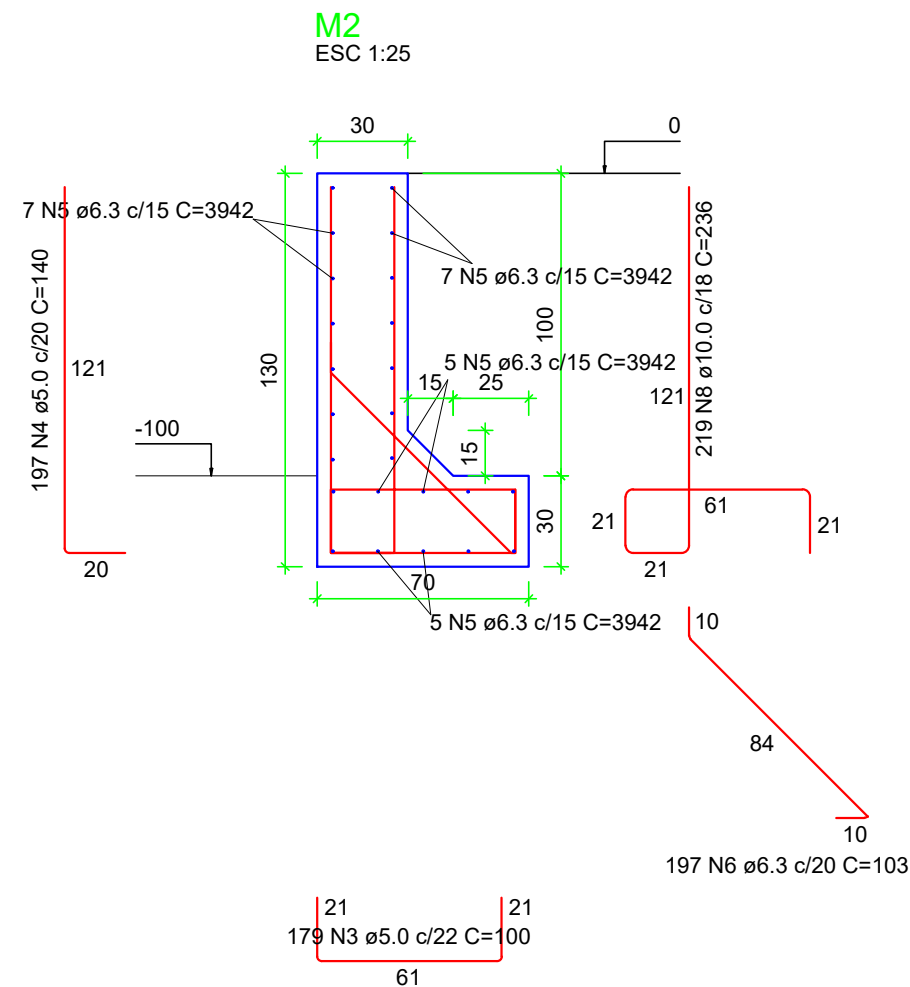 M2
ESC 1:25
30
0
7 N5 ø6.3 c/15 C=3942
7 N5 ø6.3 c/15 C=3942
197 N4 ø5.0 c/20 C=140
121
130
100
219 N8 ø10.0 c/18 C=236
121
5 N5 ø6.3 c/15 C=3942
15
25
-100
15
30
61
21
21
21
20
70
5 N5 ø6.3 c/15 C=3942
10
84
10
197 N6 ø6.3 c/20 C=103
21
21
179 N3 ø5.0 c/22 C=100
61